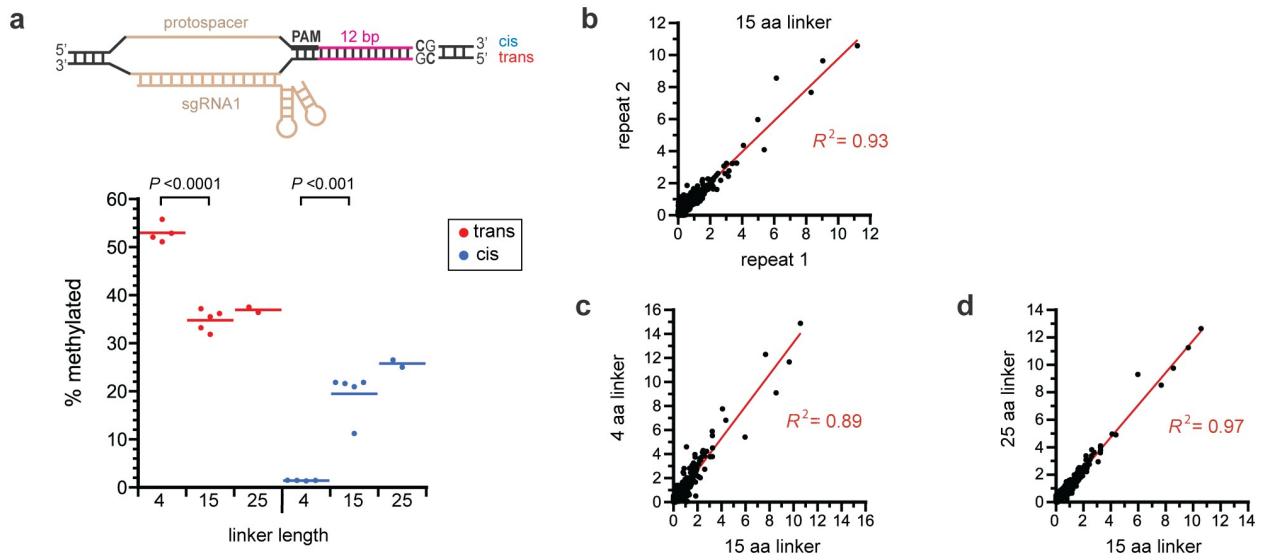 a
protospacer
PAM
12 bp
CG
3'
cis
5'
3'
GC
5'
trans
sgRNA1
P <0.0001
P <0.001
60
50
40
30
20
10
0
% methylated
4 15 25 4 15 25
linker length
trans
cis
b
15 aa linker
12
10
8
6
4
2
0
repeat 2
R² = 0.93
0 2 4 6 8 10 12
repeat 1
c
16
14
12
10
8
6
4
2
0
4 aa linker
R² = 0.89
0 2 4 6 8 10 12 14 16
15 aa linker
d
14
12
10
8
6
4
2
0
25 aa linker
R² = 0.97
0 2 4 6 8 10 12 14
15 aa linker